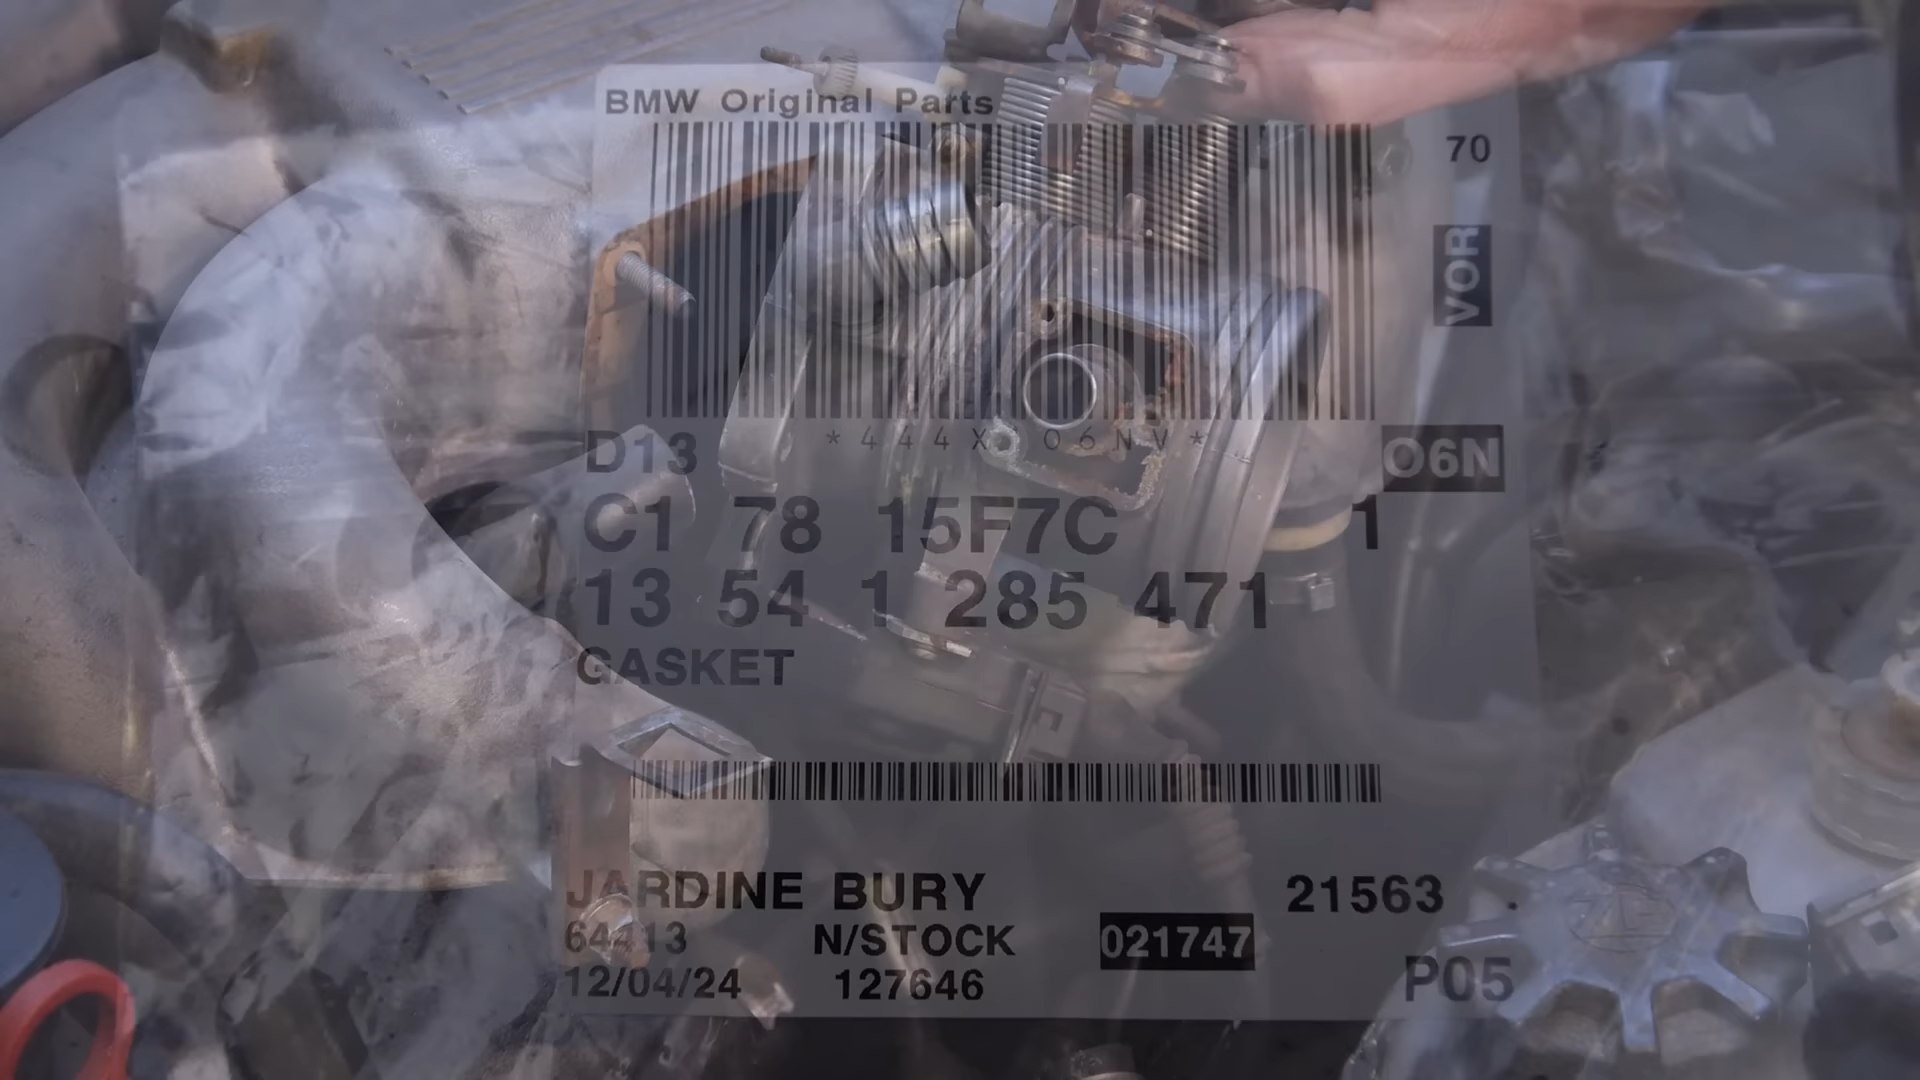 BMW Original Parts
70
VOR
*444X106NV*
D13
O6N
C1 78 15F7C 1
13 54 1 285 471
GASKET
JARDINE BURY 21563
64413 N/STOCK 021747
12/04/24 127646 P05